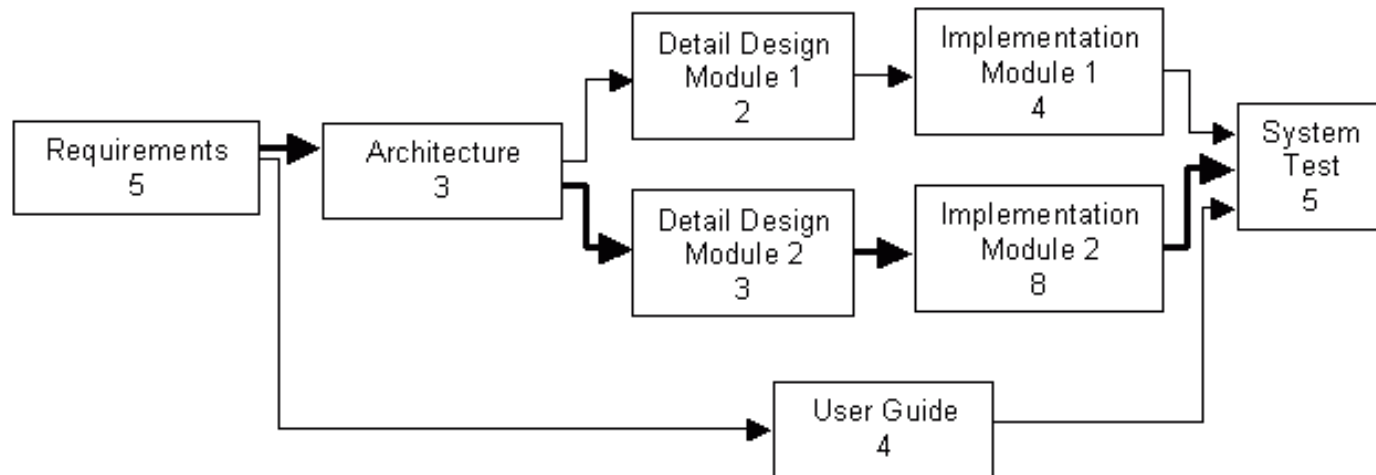 Requirements
5
Architecture
3
Detail Design
Module 1
2
Implementation
Module 1
4
Detail Design
Module 2
3
Implementation
Module 2
8
User Guide
4
System
Test
5